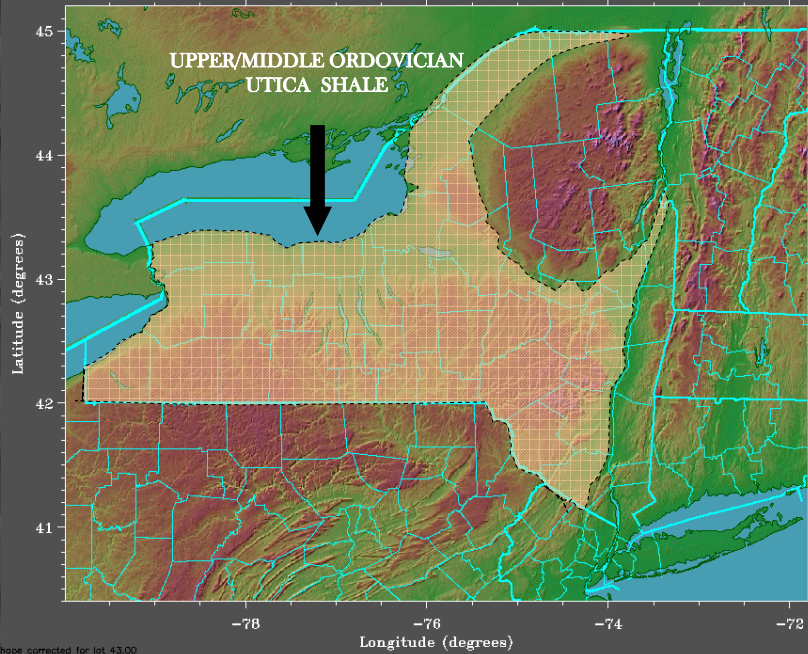 UPPER/MIDDLE ORDOVICIAN
UTICA SHALE
45
44
43
42
41
Latitude (degrees)
−78
−76
−74
−72
Longitude (degrees)
hape corrected for lat 43.00